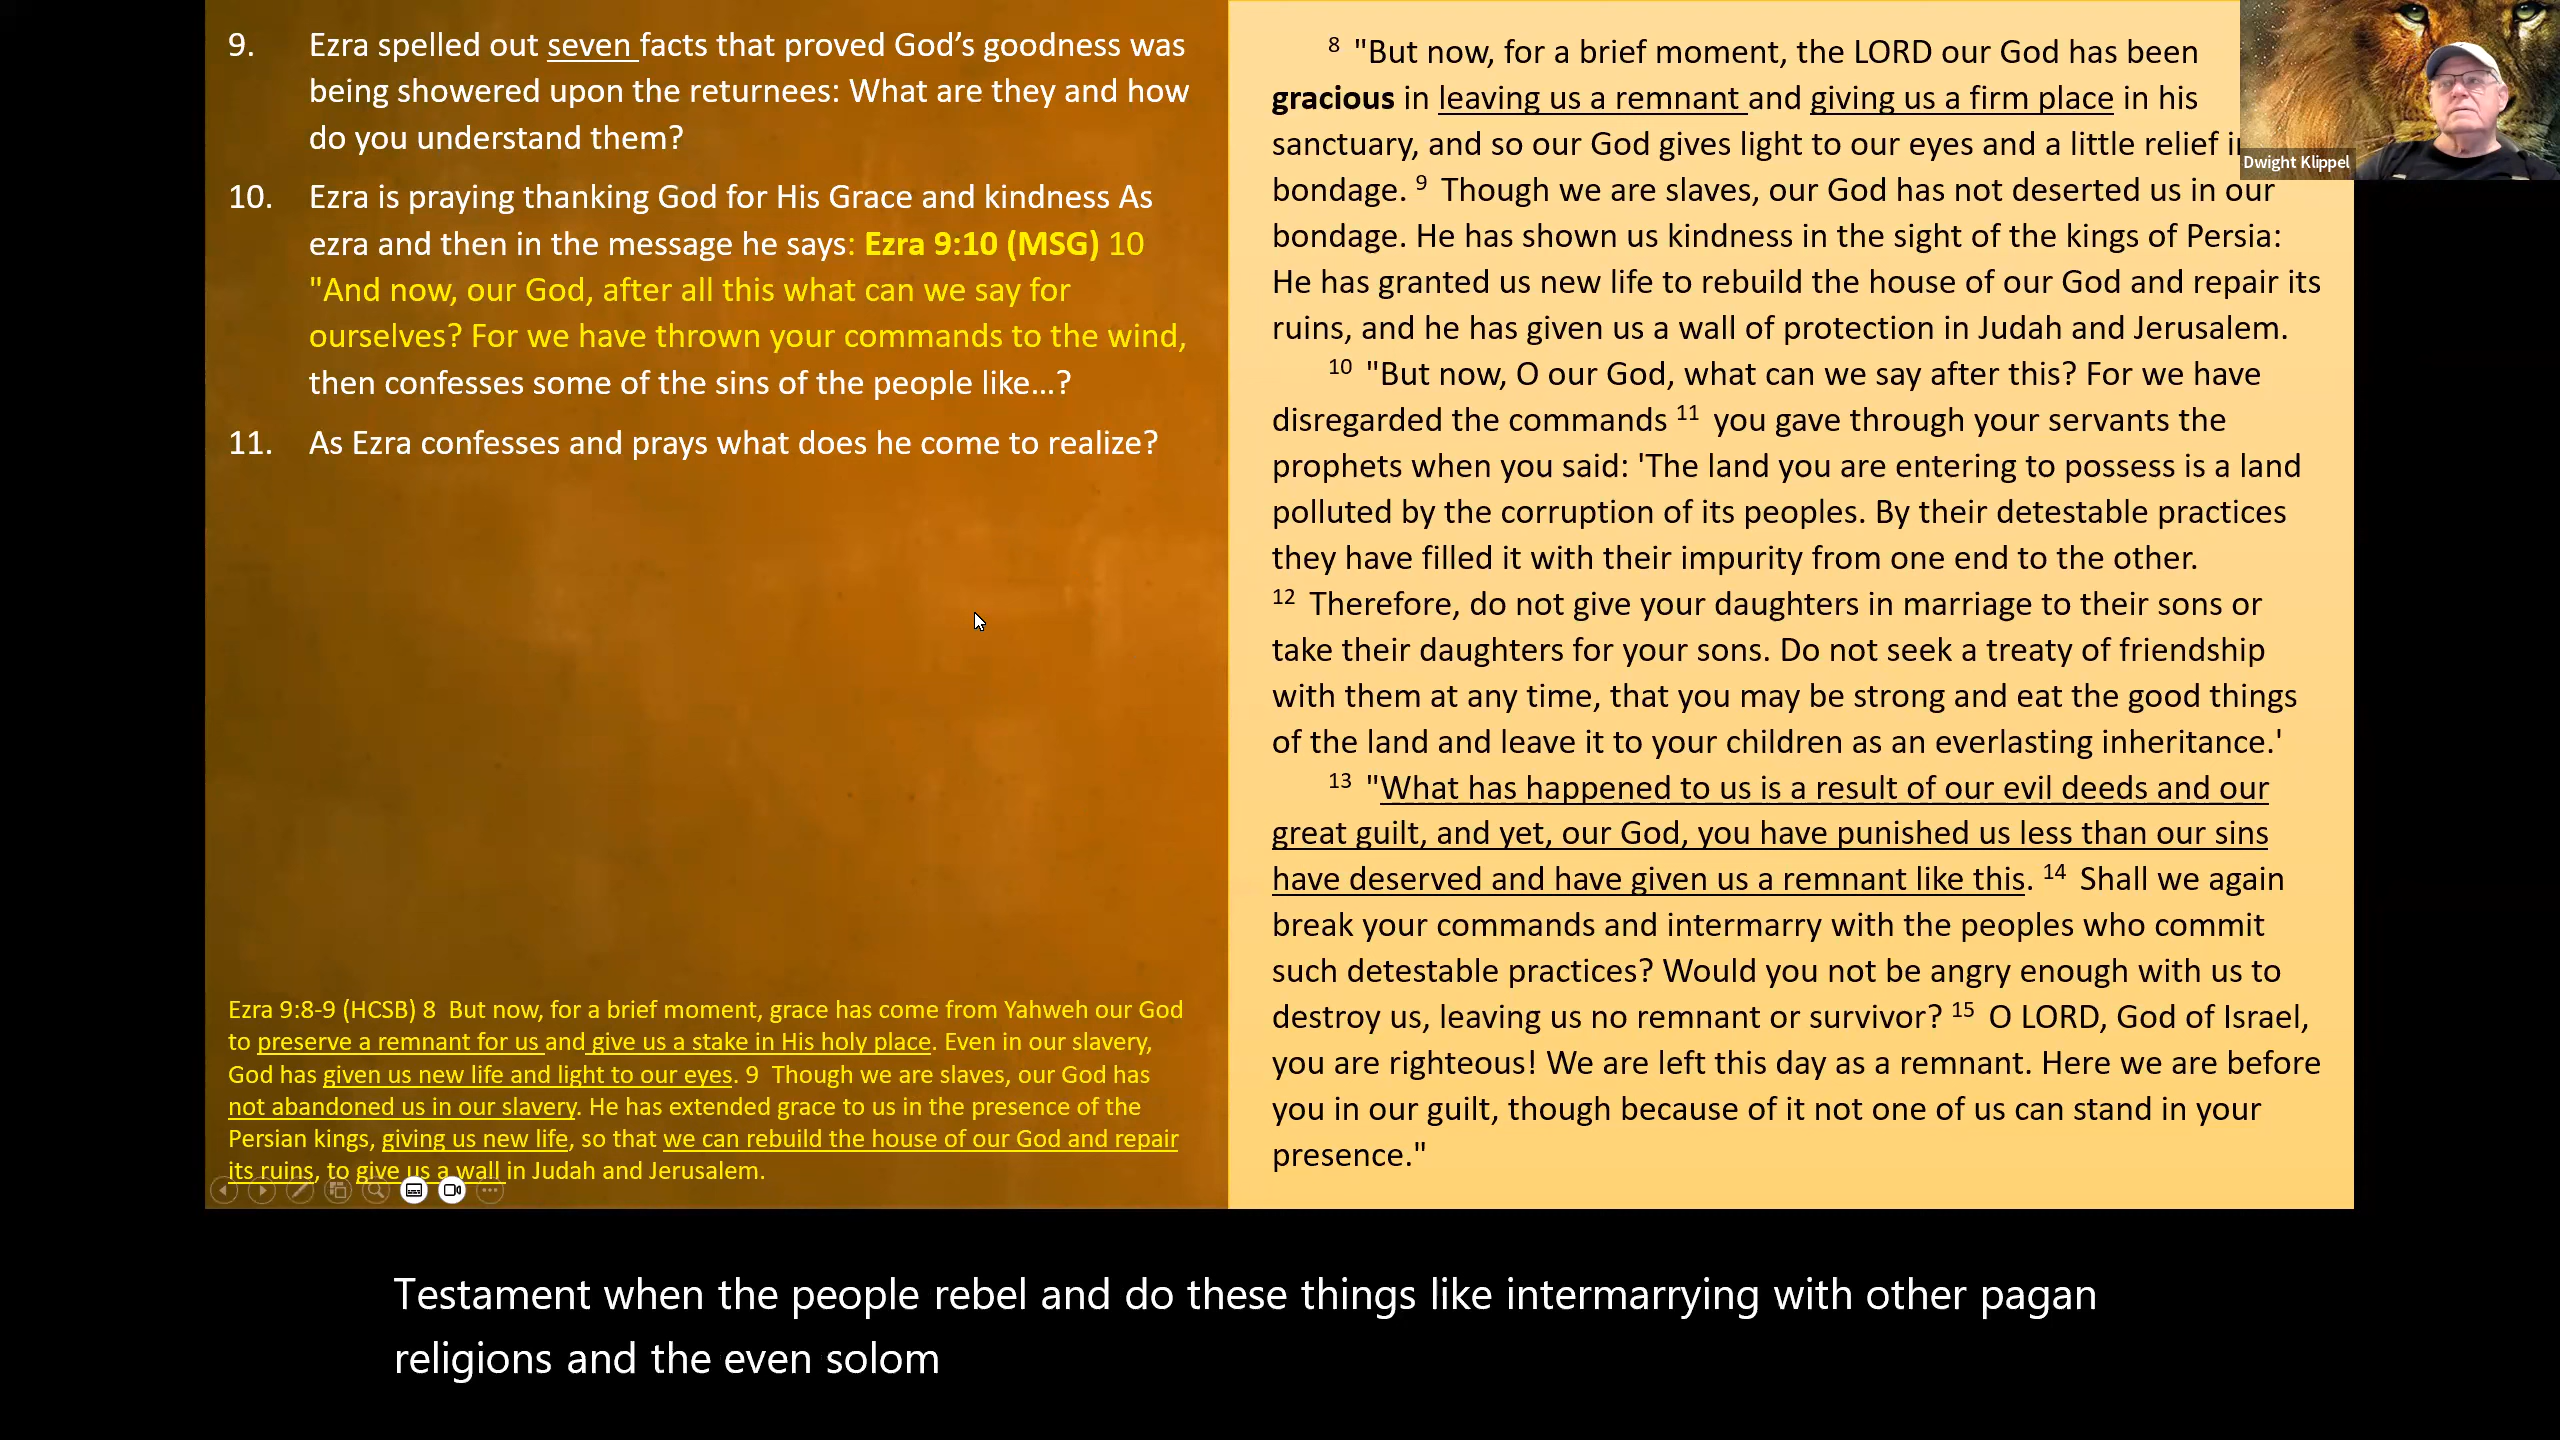 9. Ezra spelled out seven facts that proved God’s goodness was
being showered upon the returnees: What are they and how
do you understand them?
10. Ezra is praying thanking God for His Grace and kindness As
ezra and then in the message he says: Ezra 9:10 (MSG) 10
"And now, our God, after all this what can we say for
ourselves? For we have thrown your commands to the wind,
then confesses some of the sins of the people like…?
11. As Ezra confesses and prays what does he come to realize?
Ezra 9:8-9 (HCSB) 8 But now, for a brief moment, grace has come from Yahweh our God
to preserve a remnant for us and give us a stake in His holy place. Even in our slavery,
God has given us new life and light to our eyes. 9 Though we are slaves, our God has
not abandoned us in our slavery. He has extended grace to us in the presence of the
Persian kings, giving us new life, so that we can rebuild the house of our God and repair
its ruins, to give us a wall in Judah and Jerusalem.
8 "But now, for a brief moment, the LORD our God has been
gracious in leaving us a remnant and giving us a firm place in his
sanctuary, and so our God gives light to our eyes and a little relief
bondage. 9 Though we are slaves, our God has not deserted us in our
bondage. He has shown us kindness in the sight of the kings of Persia:
He has granted us new life to rebuild the house of our God and repair its
ruins, and he has given us a wall of protection in Judah and Jerusalem.
10 "But now, O our God, what can we say after this? For we have
disregarded the commands 11 you gave through your servants the
prophets when you said: 'The land you are entering to possess is a land
polluted by the corruption of its peoples. By their detestable practices
they have filled it with their impurity from one end to the other.
12 Therefore, do not give your daughters in marriage to their sons or
take their daughters for your sons. Do not seek a treaty of friendship
with them at any time, that you may be strong and eat the good things
of the land and leave it to your children as an everlasting inheritance.'
13 "What has happened to us is a result of our evil deeds and our
great guilt, and yet, our God, you have punished us less than our sins
have deserved and have given us a remnant like this. 14 Shall we again
break your commands and intermarry with the peoples who commit
such detestable practices? Would you not be angry enough with us to
destroy us, leaving us no remnant or survivor? 15 O LORD, God of Israel,
you are righteous! We are left this day as a remnant. Here we are before
you in our guilt, though because of it not one of us can stand in your
presence."
Dwight Klippel
Testament when the people rebel and do these things like intermarrying with other pagan
religions and the even solom